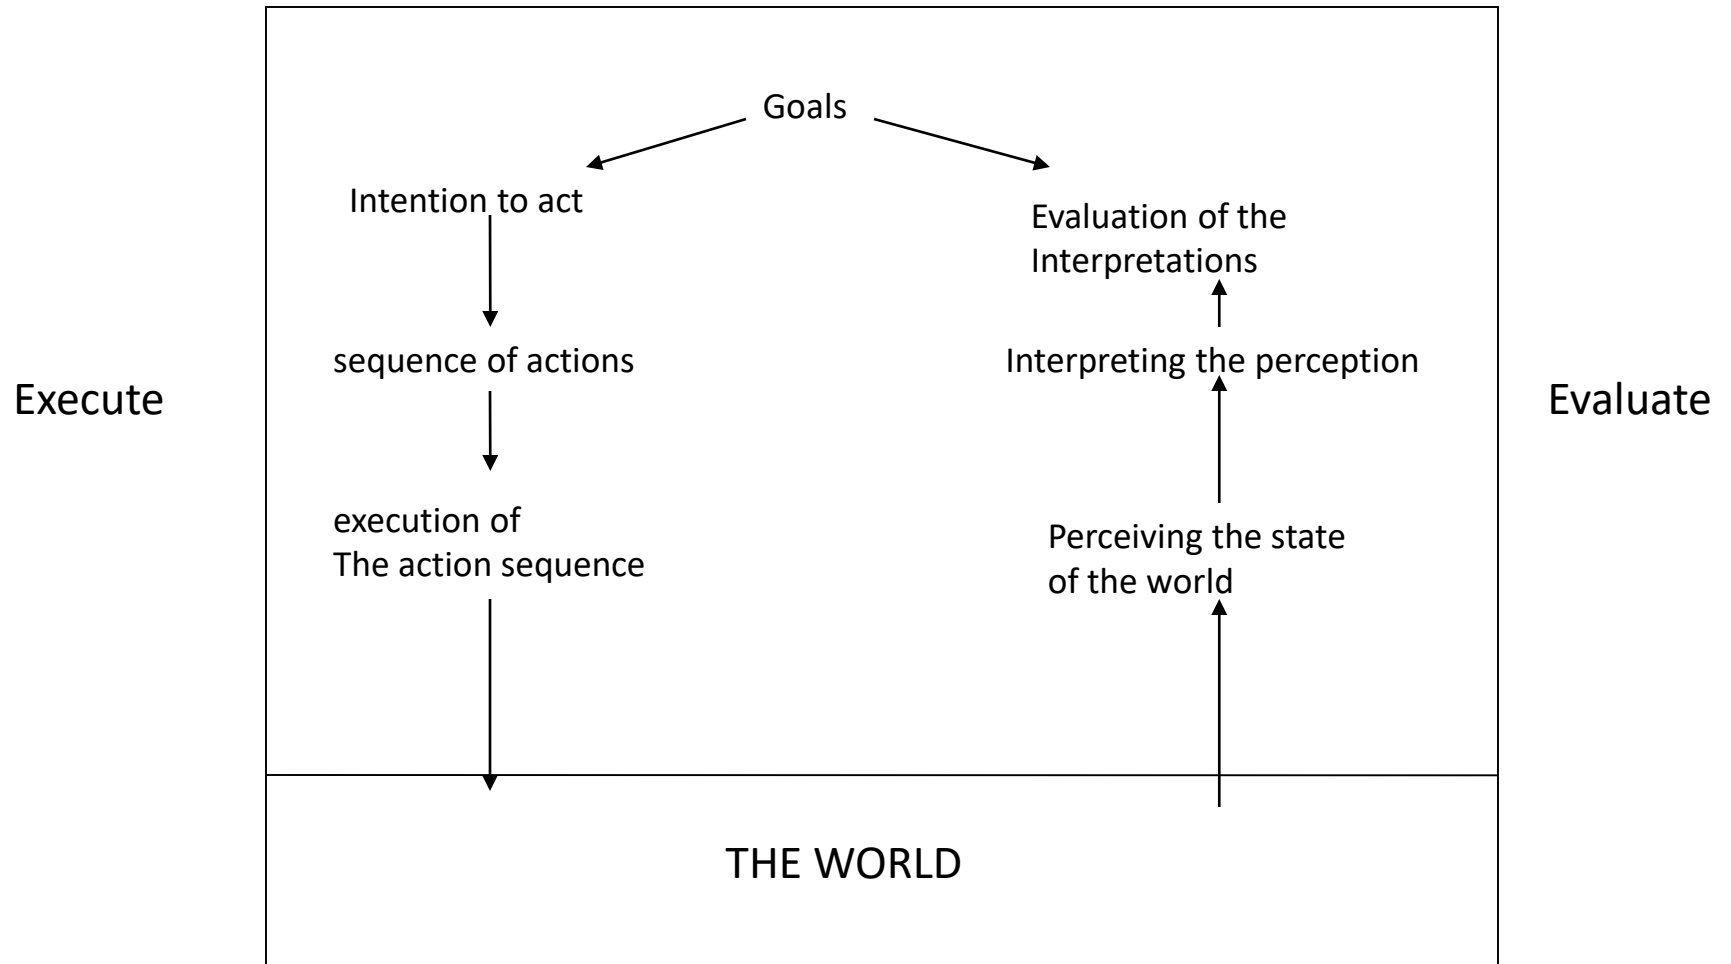 Goals
Intention to act
Evaluation of the
Interpretations
sequence of actions
Interpreting the perception
Execute
Evaluate
execution of
The action sequence
Perceiving the state
of the world
THE WORLD